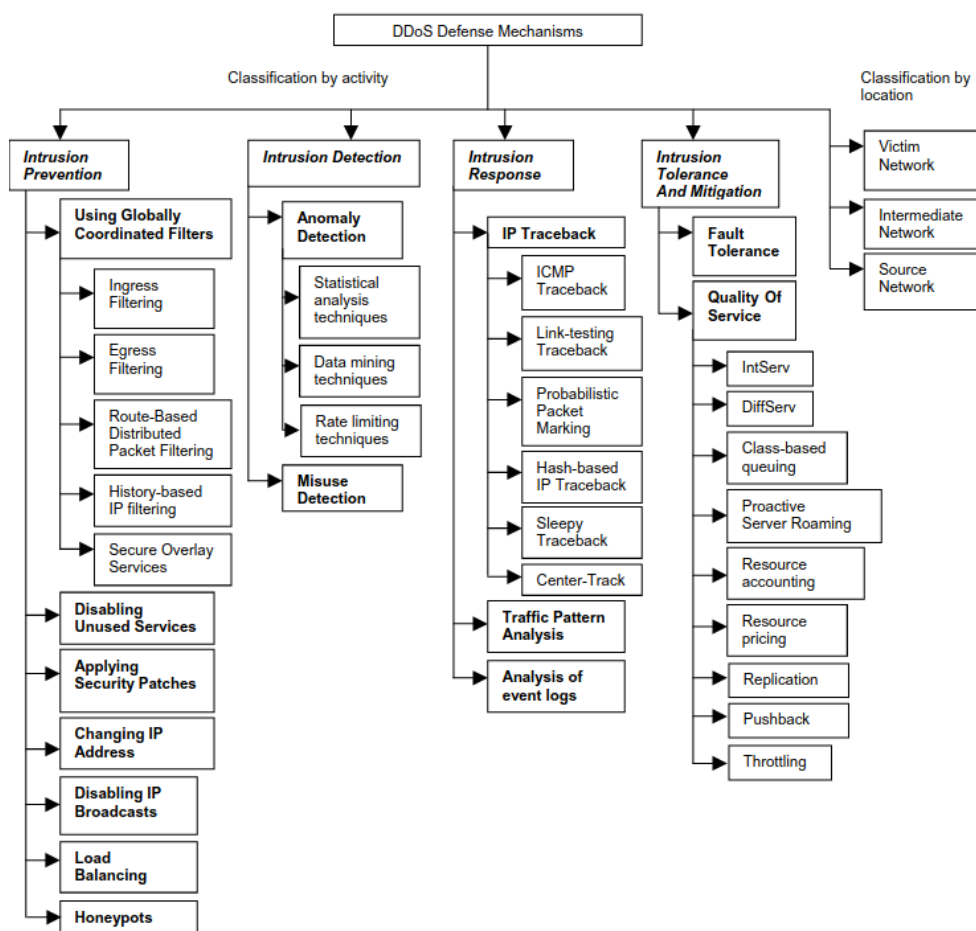 DDoS Defense Mechanisms
Classification by activity
Classification by
location
Intrusion
Prevention
Using Globally
Coordinated Filters
Ingress
Filtering
Egress
Filtering
Route-Based
Distributed
Packet Filtering
History-based
IP filtering
Secure Overlay
Services
Disabling
Unused Services
Applying
Security Patches
Changing IP
Address
Disabling IP
Broadcasts
Load
Balancing
Honeypots
Intrusion Detection
Anomaly
Detection
Statistical
analysis
techniques
Data mining
techniques
Rate limiting
techniques
Misuse
Detection
Intrusion
Response
IP Traceback
ICMP
Traceback
Link-testing
Traceback
Probabilistic
Packet
Marking
Hash-based
IP Traceback
Sleepy
Traceback
Center-Track
Traffic Pattern
Analysis
Analysis of
event logs
Intrusion
Tolerance
And Mitigation
Fault
Tolerance
Quality Of
Service
IntServ
DiffServ
Class-based
queuing
Proactive
Server Roaming
Resource
accounting
Resource
pricing
Replication
Pushback
Throttling
Victim
Network
Intermediate
Network
Source
Network